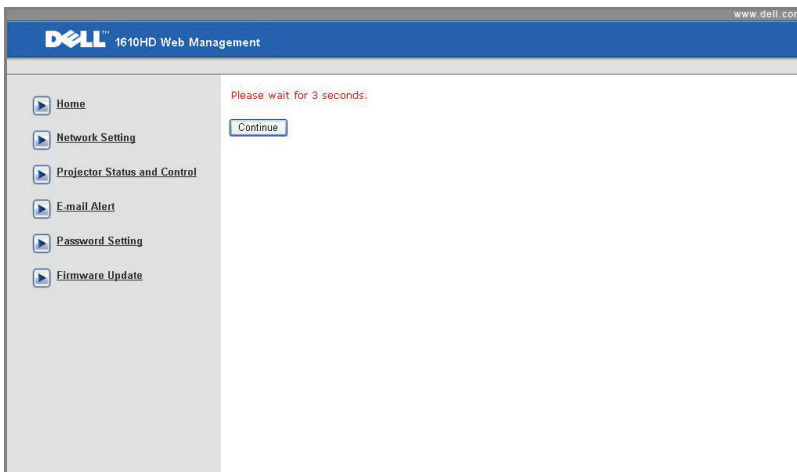 www.dell.com
DELL™ 1610HD Web Management
Home
Network Setting
Projector Status and Control
E-mail Alert
Password Setting
Firmware Update
Please wait for 3 seconds.
Continue